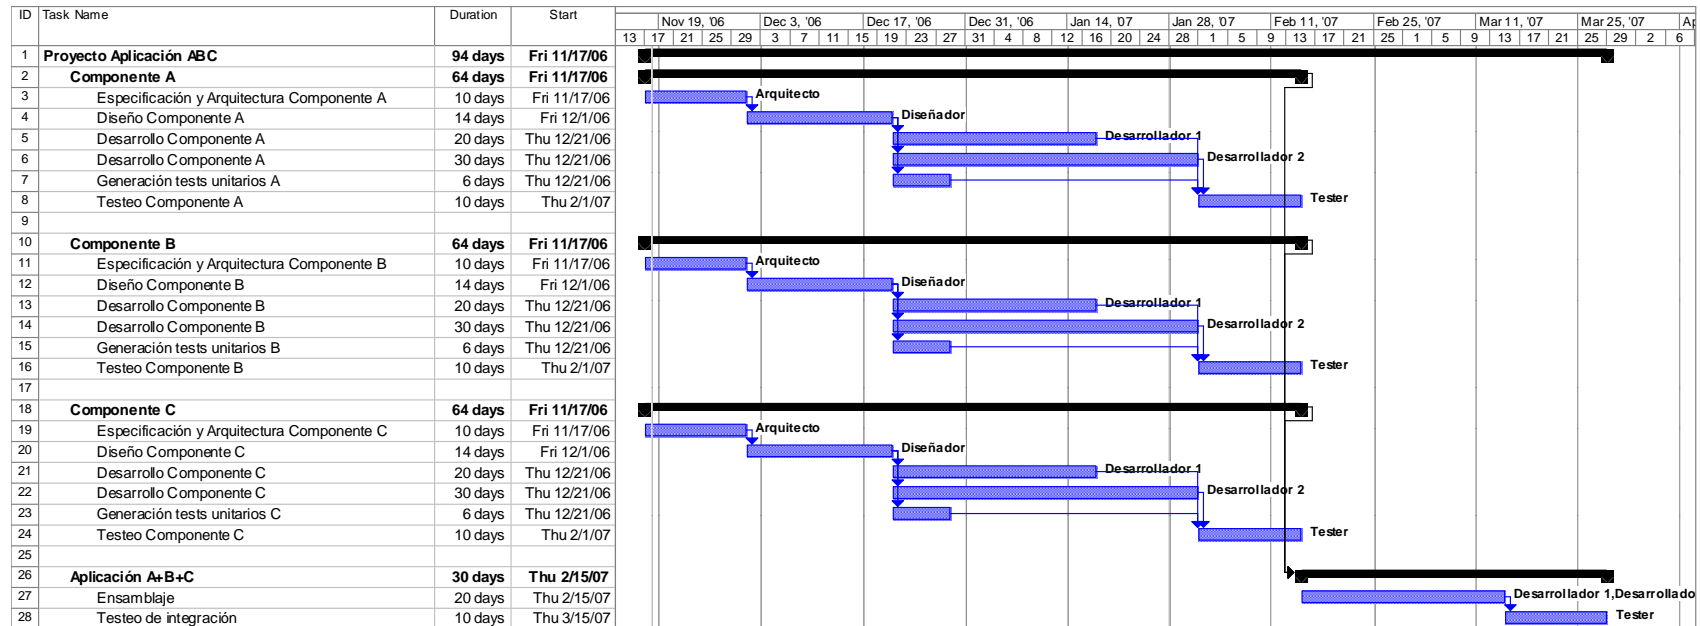 ID Task Name Duration Start
Nov 19, '06 Dec 3, '06 Dec 17, '06 Dec 31, '06 Jan 14, '07 Jan 28, '07 Feb 11, '07 Feb 25, '07 Mar 11, '07 Mar 25, '07 Ap
13 17 21 25 29 3 7 11 15 19 23 27 31 4 8 12 16 20 24 28 1 5 9 13 17 21 25 1 5 9 13 17 21 25 29 2 6
1 Proyecto Aplicación ABC 94 days Fri 11/17/06
2 Componente A 64 days Fri 11/17/06
3 Especificación y Arquitectura Componente A 10 days Fri 11/17/06 Arquitecto
4 Diseño Componente A 14 days Fri 12/1/06 Diseñador
5 Desarrollo Componente A 20 days Thu 12/21/06 Desarrollador 1
6 Desarrollo Componente A 30 days Thu 12/21/06 Desarrollador 2
7 Generación tests unitarios A 6 days Thu 12/21/06
8 Testeo Componente A 10 days Thu 2/1/07 Tester
9
10 Componente B 64 days Fri 11/17/06
11 Especificación y Arquitectura Componente B 10 days Fri 11/17/06 Arquitecto
12 Diseño Componente B 14 days Fri 12/1/06 Diseñador
13 Desarrollo Componente B 20 days Thu 12/21/06 Desarrollador 1
14 Desarrollo Componente B 30 days Thu 12/21/06 Desarrollador 2
15 Generación tests unitarios B 6 days Thu 12/21/06
16 Testeo Componente B 10 days Thu 2/1/07 Tester
17
18 Componente C 64 days Fri 11/17/06
19 Especificación y Arquitectura Componente C 10 days Fri 11/17/06 Arquitecto
20 Diseño Componente C 14 days Fri 12/1/06 Diseñador
21 Desarrollo Componente C 20 days Thu 12/21/06 Desarrollador 1
22 Desarrollo Componente C 30 days Thu 12/21/06 Desarrollador 2
23 Generación tests unitarios C 6 days Thu 12/21/06
24 Testeo Componente C 10 days Thu 2/1/07 Tester
25
26 Aplicación A+B+C 30 days Thu 2/15/07
27 Ensamblaje 20 days Thu 2/15/07 Desarrollador 1,Desarrollado
28 Testeo de integración 10 days Thu 3/15/07 Tester